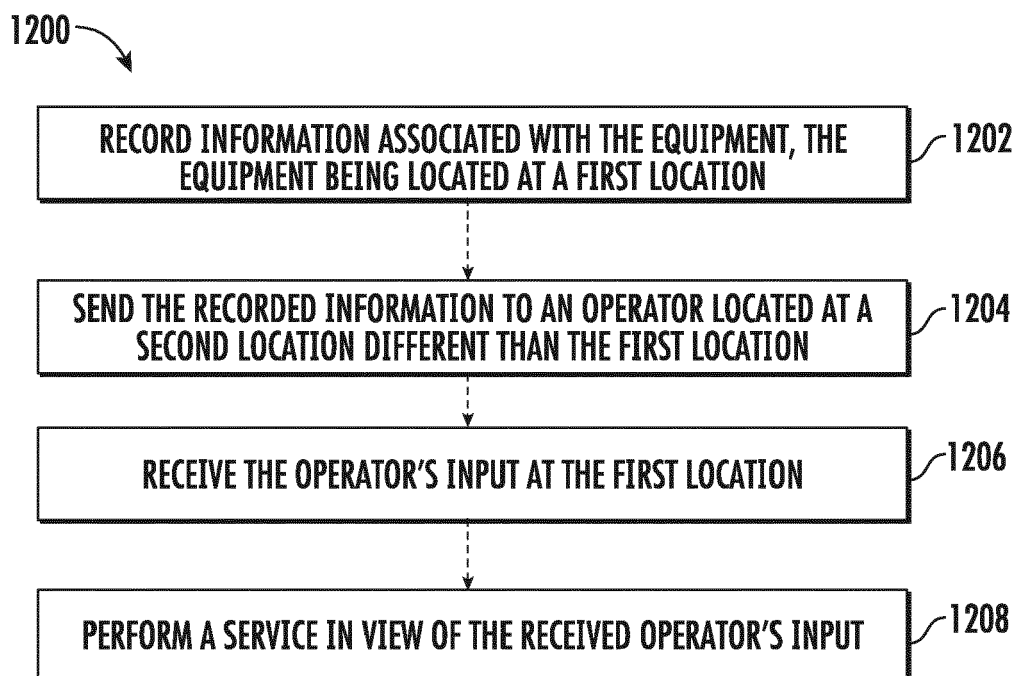 1200
RECORD INFORMATION ASSOCIATED WITH THE EQUIPMENT, THE
EQUIPMENT BEING LOCATED AT A FIRST LOCATION
1202
SEND THE RECORDED INFORMATION TO AN OPERATOR LOCATED AT A
SECOND LOCATION DIFFERENT THAN THE FIRST LOCATION
1204
RECEIVE THE OPERATOR'S INPUT AT THE FIRST LOCATION
1206
PERFORM A SERVICE IN VIEW OF THE RECEIVED OPERATOR'S INPUT
1208